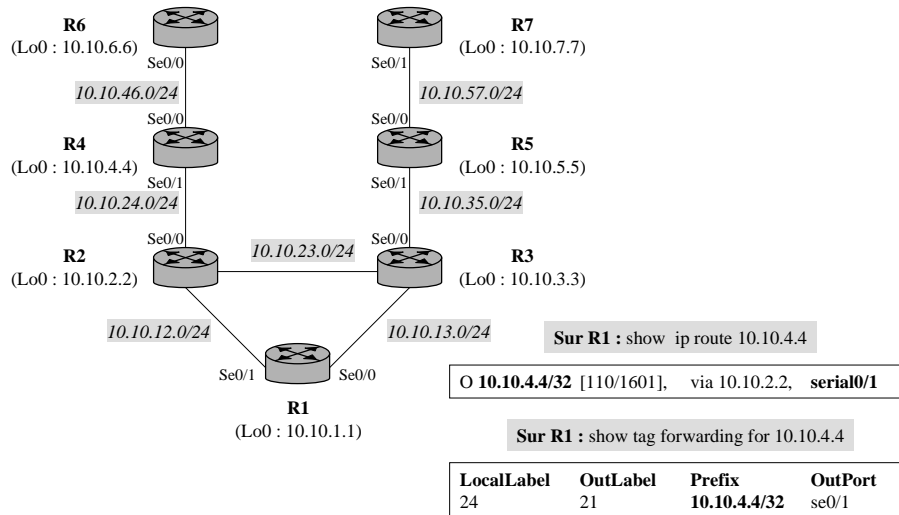 R6
(Lo0 : 10.10.6.6)
R7
(Lo0 : 10.10.7.7)
Se0/0
Se0/1
10.10.46.0/24
10.10.57.0/24
Se0/0
Se0/0
R4
(Lo0 : 10.10.4.4)
R5
(Lo0 : 10.10.5.5)
Se0/1
Se0/1
10.10.24.0/24
10.10.35.0/24
Se0/0
Se0/0
10.10.23.0/24
R2
(Lo0 : 10.10.2.2)
R3
(Lo0 : 10.10.3.3)
10.10.12.0/24
10.10.13.0/24
Se0/1
Se0/0
R1
(Lo0 : 10.10.1.1)
Sur R1 : show ip route 10.10.4.4
O 10.10.4.4/32 [110/1601], via 10.10.2.2, serial0/1
Sur R1 : show tag forwarding for 10.10.4.4
LocalLabel OutLabel Prefix OutPort
24 21 10.10.4.4/32 se0/1